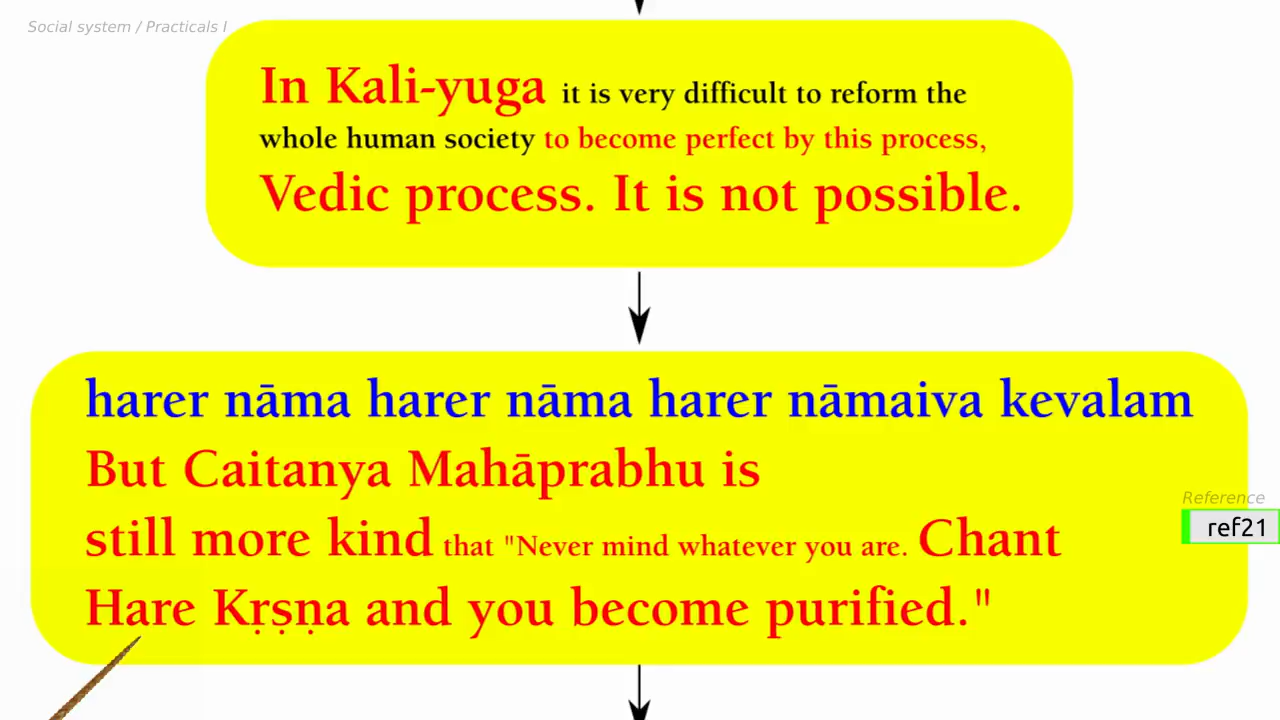 Social system / Practicals I
In Kali-yuga it is very difficult to reform the
whole human society to become perfect by this process,
Vedic process. It is not possible.
harer nāma harer nāma harer nāmaiva kevalam
But Caitanya Mahāprabhu is
still more kind that "Never mind whatever you are. Chant
Hare Kṛṣṇa and you become purified."
Reference
ref21